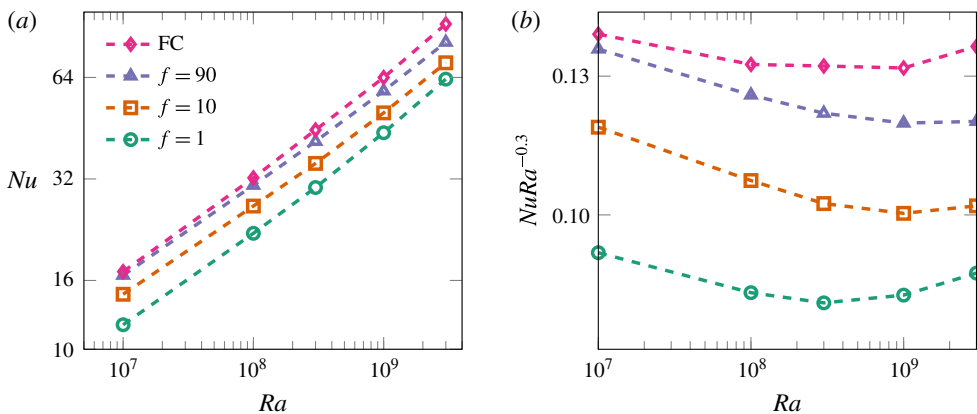 (a)
FC
f = 90
f = 10
f = 1
Nu
64
32
16
10
10^7
10^8
10^9
Ra
(b)
NuRa^−0.3
0.13
0.10
10^7
10^8
10^9
Ra